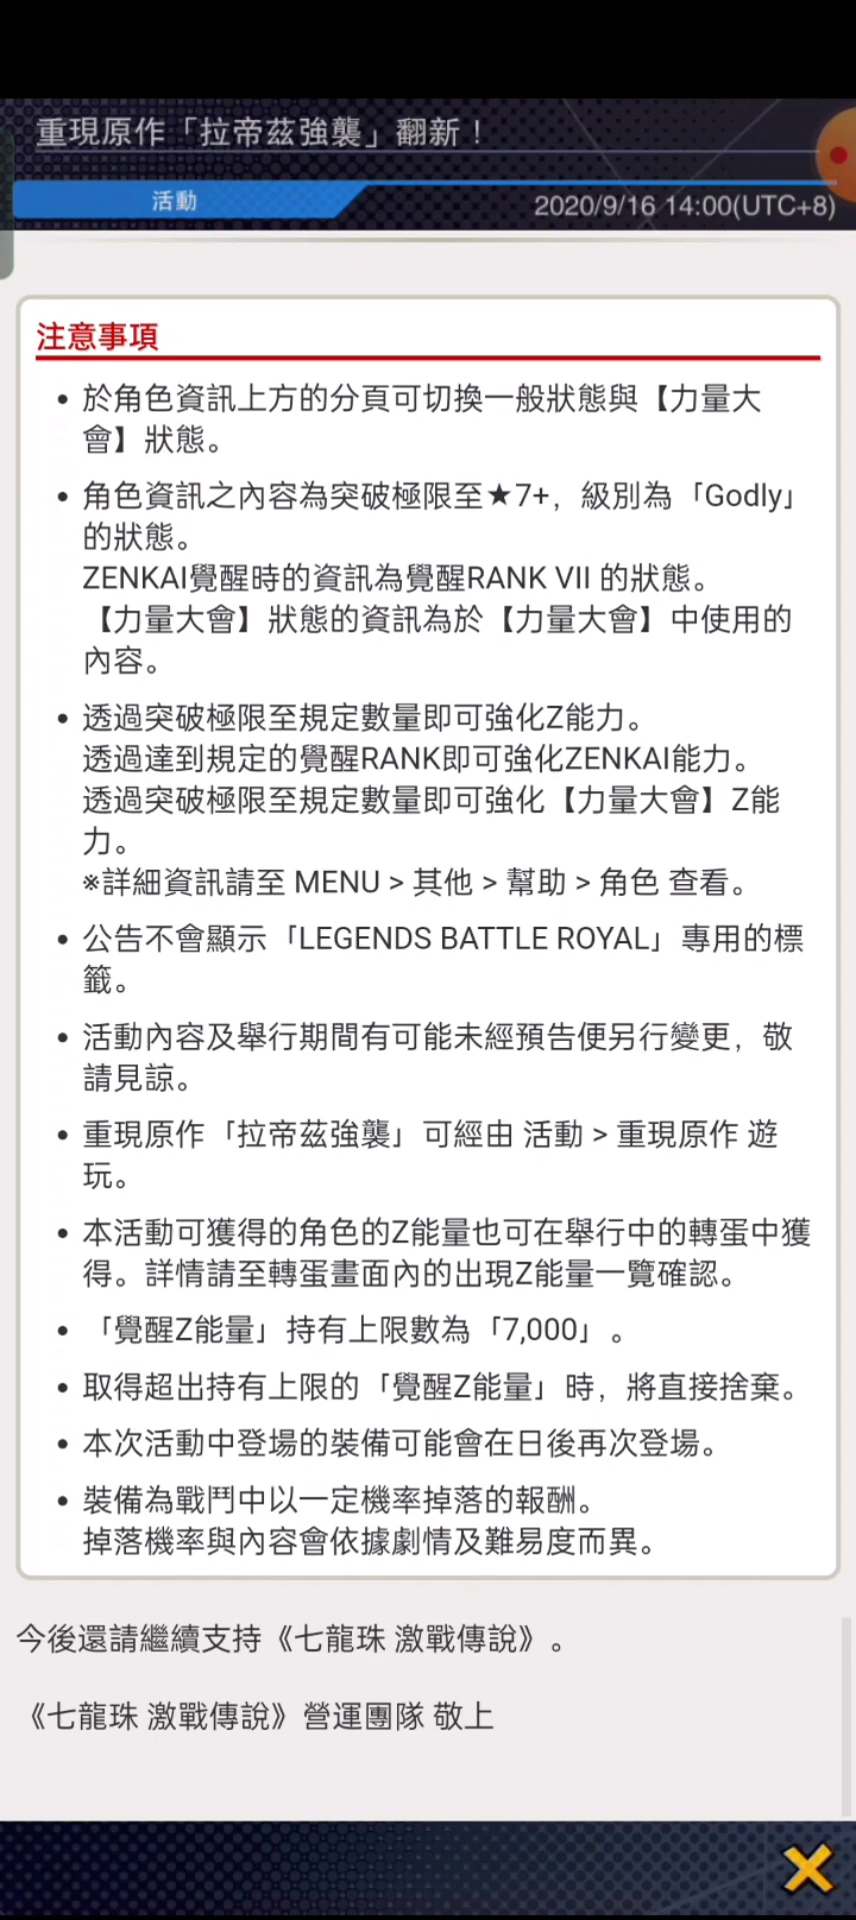 重現原作「拉帝茲強襲」翻新！
活動
2020/9/16 14:00(UTC+8)
注意事項
• 於角色資訊上方的分頁可切換一般狀態與【力量大
會】狀態。
• 角色資訊之內容為突破極限至★7+，級別為「Godly」
的狀態。
ZENKAI覺醒時的資訊為覺醒RANK VII 的狀態。
【力量大會】狀態的資訊為於【力量大會】中使用的
內容。
• 透過突破極限至規定數量即可強化Z能力。
透過達到規定的覺醒RANK即可強化ZENKAI能力。
透過突破極限至規定數量即可強化【力量大會】Z能
力。
※詳細資訊請至 MENU > 其他 > 幫助 > 角色 查看。
• 公告不會顯示「LEGENDS BATTLE ROYAL」專用的標
籤。
• 活動內容及舉行期間有可能未經預告便另行變更，敬
請見諒。
• 重現原作「拉帝茲強襲」可經由 活動 > 重現原作 遊
玩。
• 本活動可獲得的角色的Z能量也可在舉行中的轉蛋中獲
得。詳情請至轉蛋畫面內的出現Z能量一覽確認。
• 「覺醒Z能量」持有上限數為「7,000」。
• 取得超出持有上限的「覺醒Z能量」時，將直接捨棄。
• 本次活動中登場的裝備可能會在日後再次登場。
• 裝備為戰鬥中以一定機率掉落的報酬。
掉落機率與內容會依據劇情及難易度而異。
今後還請繼續支持《七龍珠 激戰傳說》。
《七龍珠 激戰傳說》營運團隊 敬上